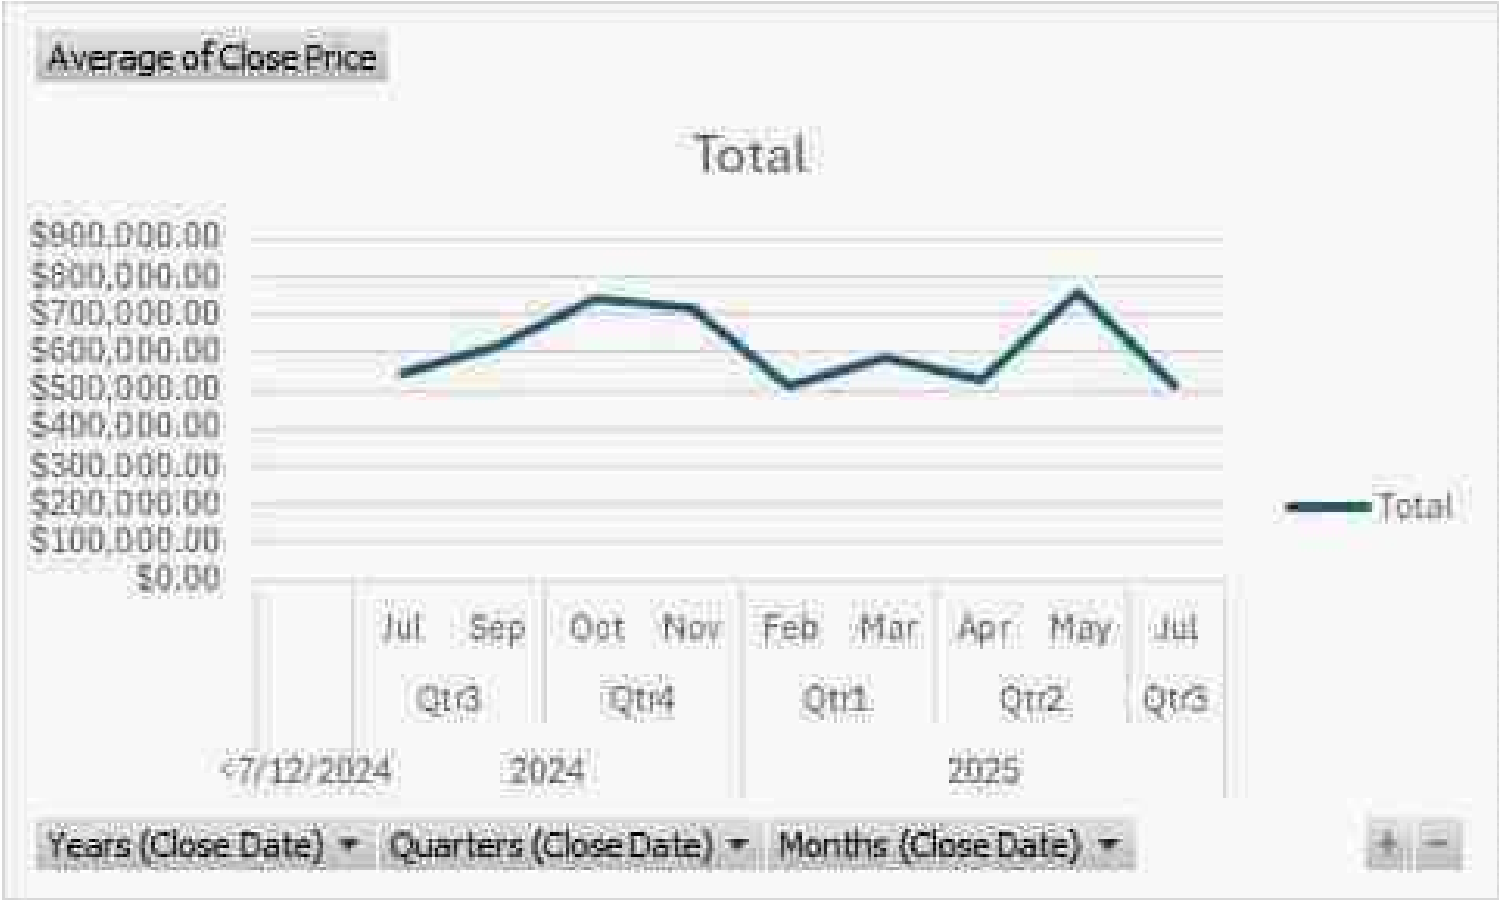 Average of Close Price
Total
$900,000.00
$800,000.00
$700,000.00
$600,000.00
$500,000.00
$400,000.00
$300,000.00
$200,000.00
$100,000.00
$0.00
Total
Jul Sep Oct Nov Feb Mar Apr May Jul
Qtr3 Qtr4 Qtr1 Qtr2 Qtr3
<7/12/2024 2024 2025
Years (Close Date) Quarters (Close Date) Months (Close Date) + -